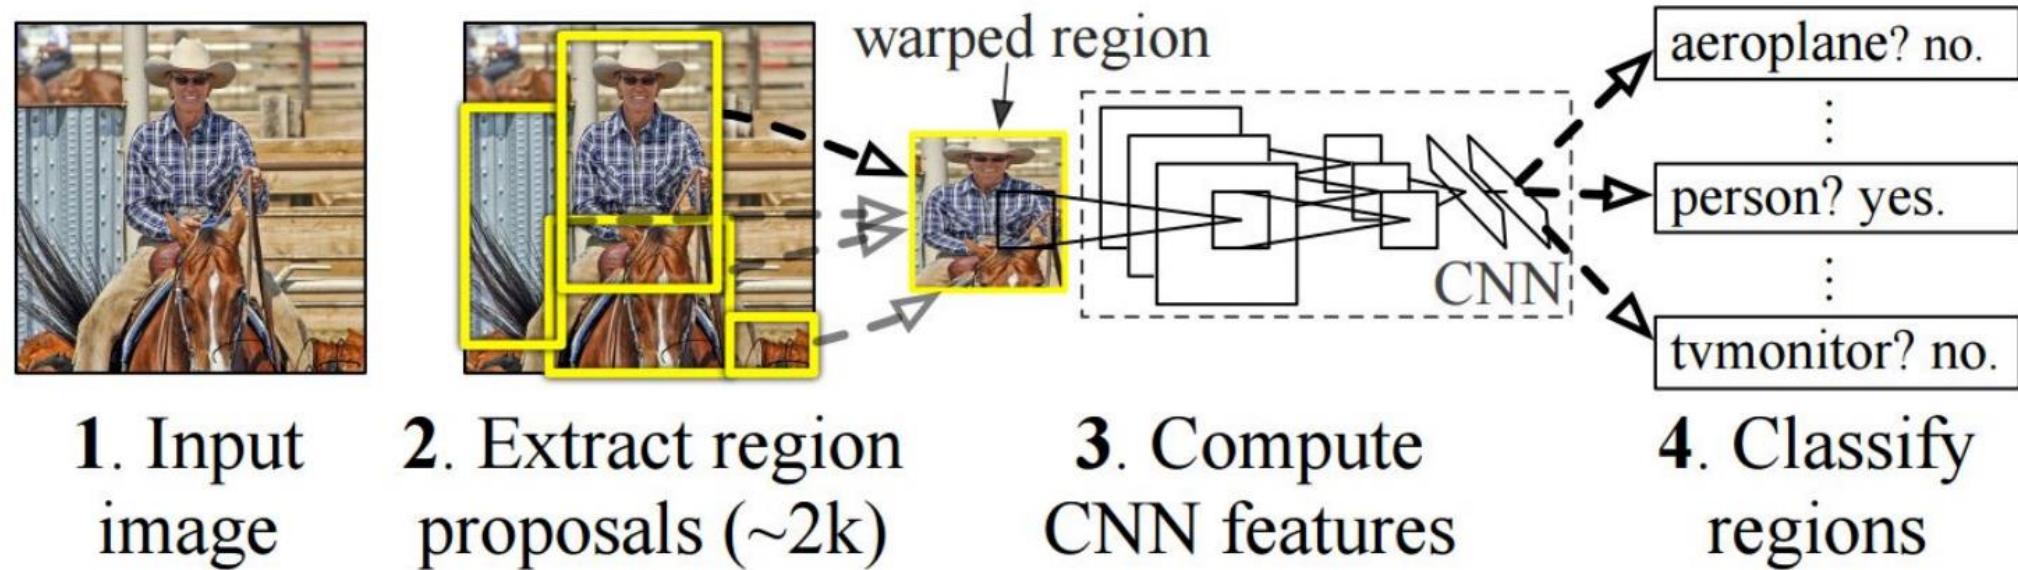 warped region
aeroplane? no.
⋮
person? yes.
⋮
tvmonitor? no.
CNN
1. Input
image
2. Extract region
proposals (~2k)
3. Compute
CNN features
4. Classify
regions